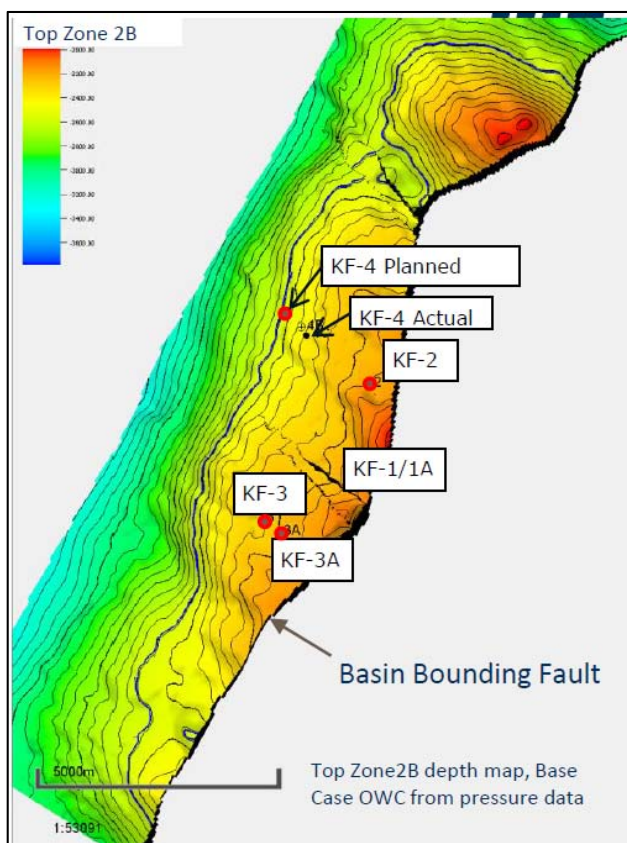 Top Zone 2B
KF-4 Planned
KF-4 Actual
KF-2
KF-1/1A
KF-3
3A
KF-3A
Basin Bounding Fault
5000m
Top Zone2B depth map, Base
Case OWC from pressure data
1:53091